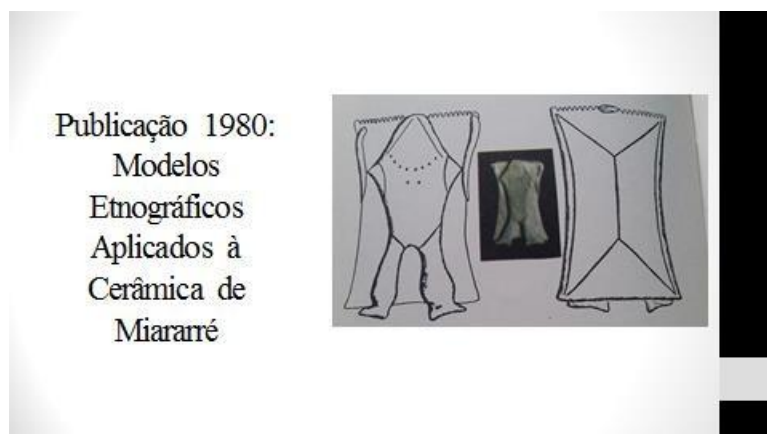 Publicação 1980:
Modelos
Etnográficos
Aplicados à
Cerâmica de
Miararré